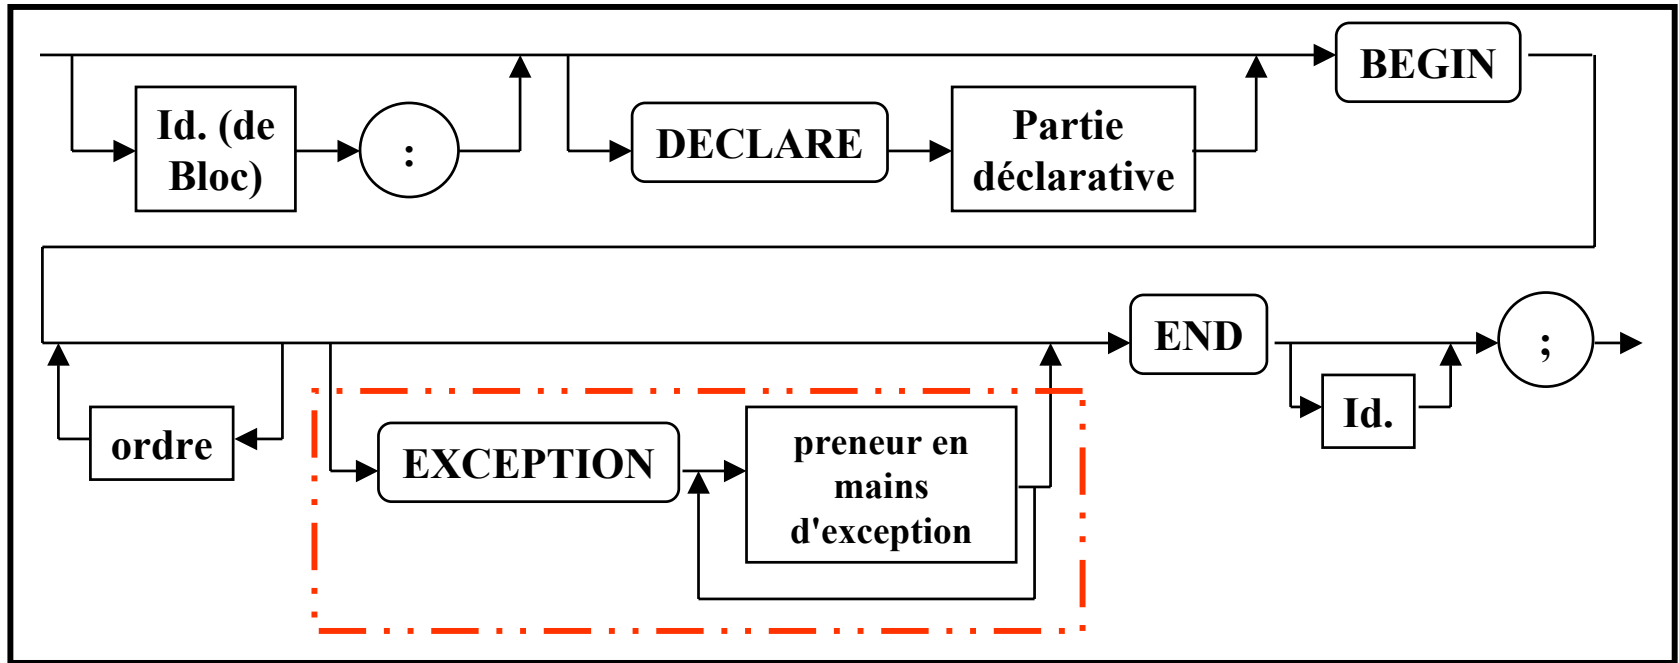 BEGIN
Id. (de
Bloc)
:
DECLARE
Partie
déclarative
END
;
ordre
Id.
EXCEPTION
preneur en
mains
d'exception